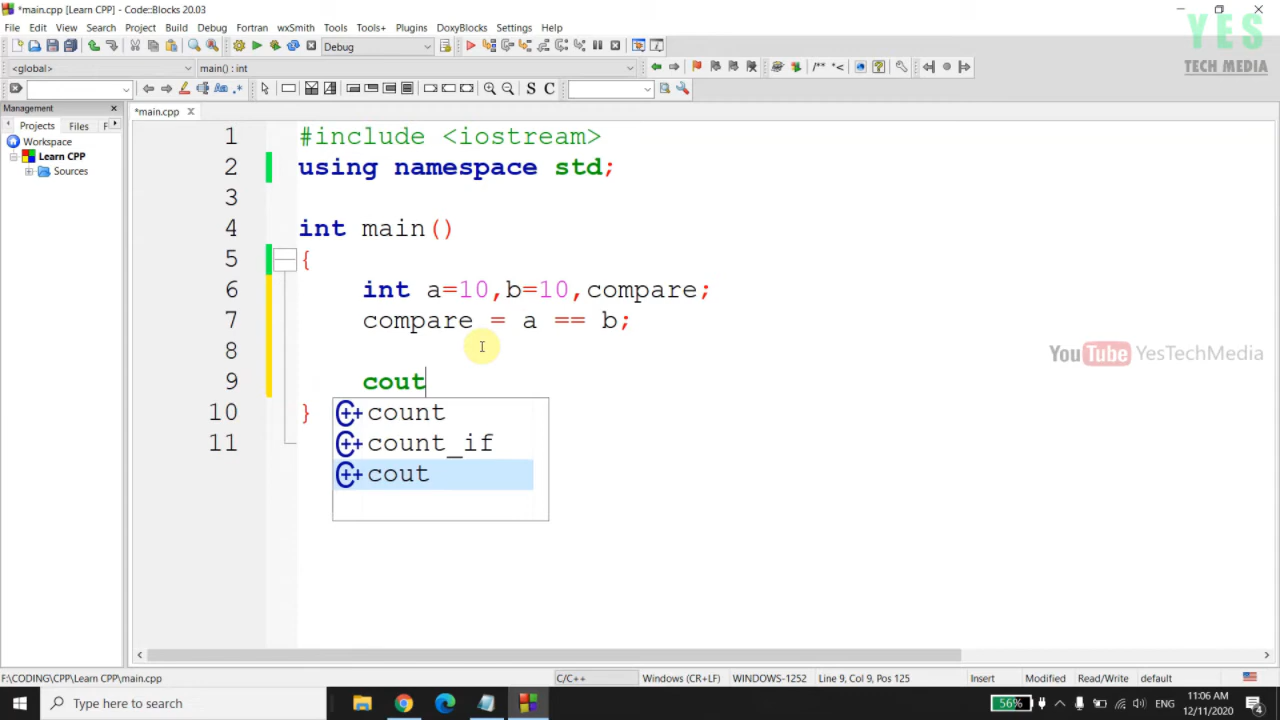 *main.cpp [Learn CPP] - Code::Blocks 20.03
File Edit View Search Project Build Debug Fortran wxSmith Tools Tools+ Plugins DoxyBlocks Settings Help
YES
TECH MEDIA
Debug
<global> main() : int
/** *<
Aa .*
S C
Management
*main.cpp
Projects Files F
Workspace
Learn CPP
Sources
1 #include <iostream>
2 using namespace std;
3
4 int main()
5 {
6 int a=10,b=10,compare;
7 compare = a == b;
8
YouTube YesTechMedia
9 cout
10 }
11
count
count_if
cout
F:\CODING\CPP\Learn CPP\main.cpp C/C++ Windows (CR+LF) WINDOWS-1252 Line 9, Col 9, Pos 125 Insert Modified Read/Write default
Type here to search
56%
ENG
11:06 AM
12/11/2020
4